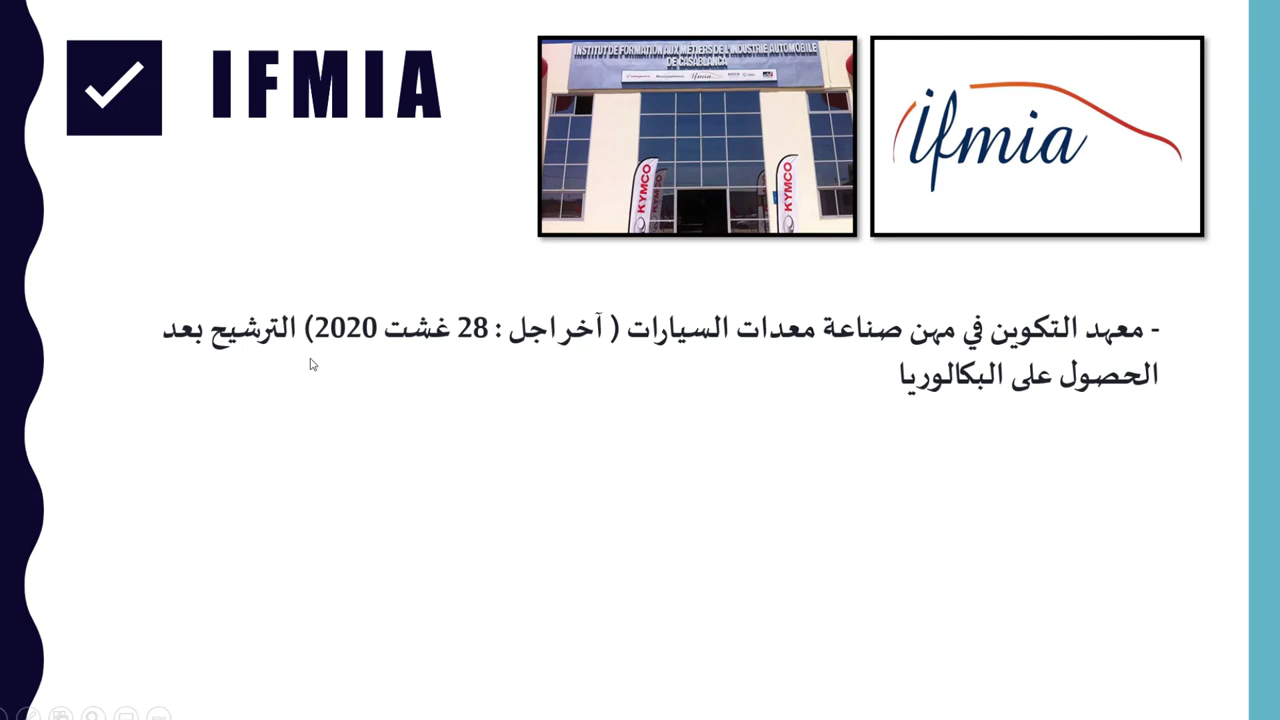 IFMIA
INSTITUT DE FORMATION AUX METIERS DE L'INDUSTRIE AUTOMOBILE
DE CASABLANCA
ifmia
KYMCO
KYMCO
ifmia
- معهد التكوين في مهن صناعة معدات السيارات ( آخر اجل : 28 غشت 2020) الترشيح بعد
الحصول على البكالوريا